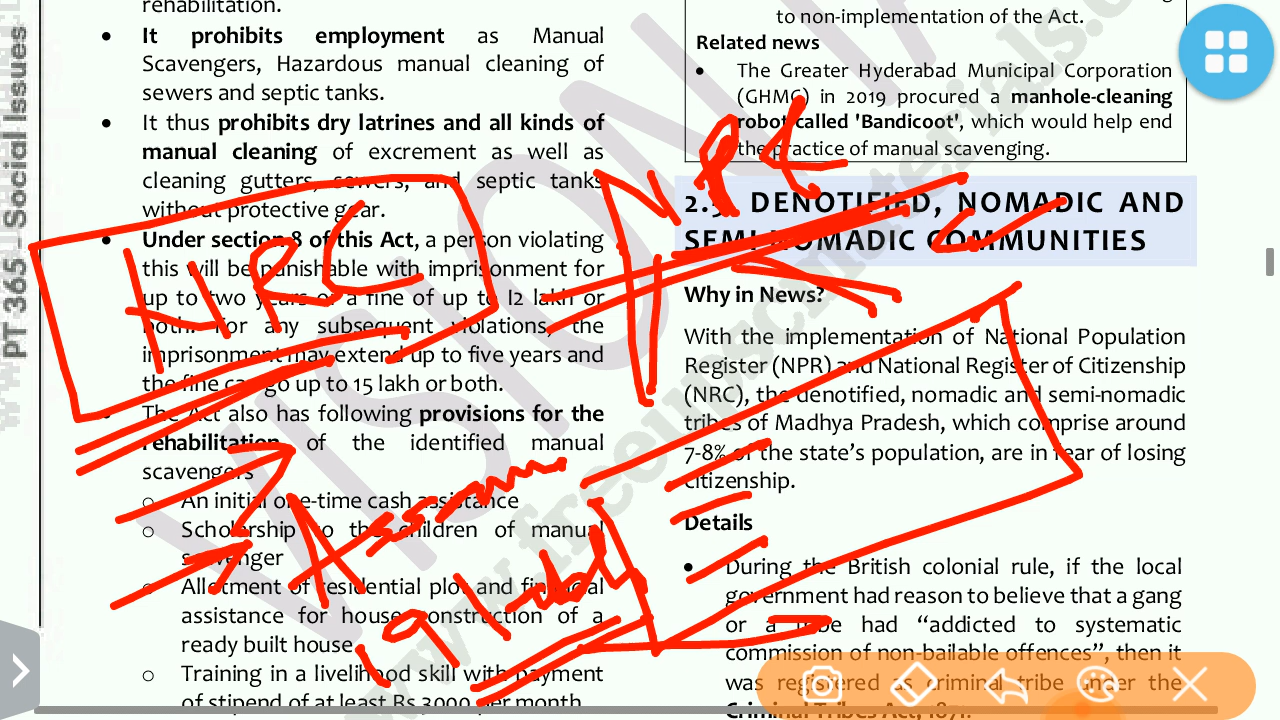 PT 365 - Social Issues
rehabilitation.
• It prohibits employment as Manual
Scavengers, Hazardous manual cleaning of
sewers and septic tanks.
• It thus prohibits dry latrines and all kinds of
manual cleaning of excrement as well as
cleaning gutters, sewers, and septic tanks
without protective gear.
• Under section 8 of this Act, a person violating
this will be punishable with imprisonment for
up to two years or a fine of up to I2 lakh or
both. For any subsequent violations, the
imprisonment may extend up to five years and
the fine can go up to 15 lakh or both.
• The Act also has following provisions for the
rehabilitation of the identified manual
scavengers
o An initial one-time cash assistance
o Scholarship to the children of manual
scavenger
o Allotment of residential plot and financial
assistance for house construction of a
ready built house
o Training in a livelihood skill with payment
of stipend of at least Rs 3000 per month
to non-implementation of the Act.
Related news
• The Greater Hyderabad Municipal Corporation
(GHMC) in 2019 procured a manhole-cleaning
robot called 'Bandicoot', which would help end
the practice of manual scavenging.
DENOTIFIED, NOMADIC AND
SEMI-NOMADIC COMMUNITIES
Why in News?
With the implementation of National Population
Register (NPR) and National Register of Citizenship
(NRC), the denotified, nomadic and semi-nomadic
tribes of Madhya Pradesh, which comprise around
7-8% of the state's population, are in fear of losing
citizenship.
Details
• During the British colonial rule, if the local
government had reason to believe that a gang
or a tribe had "addicted to systematic
commission of non-bailable offences", then it
was registered as criminal tribe under the
Criminal Tribes Act, 1871.
NRC
NPR
Assam
19 lakh
VISION IA